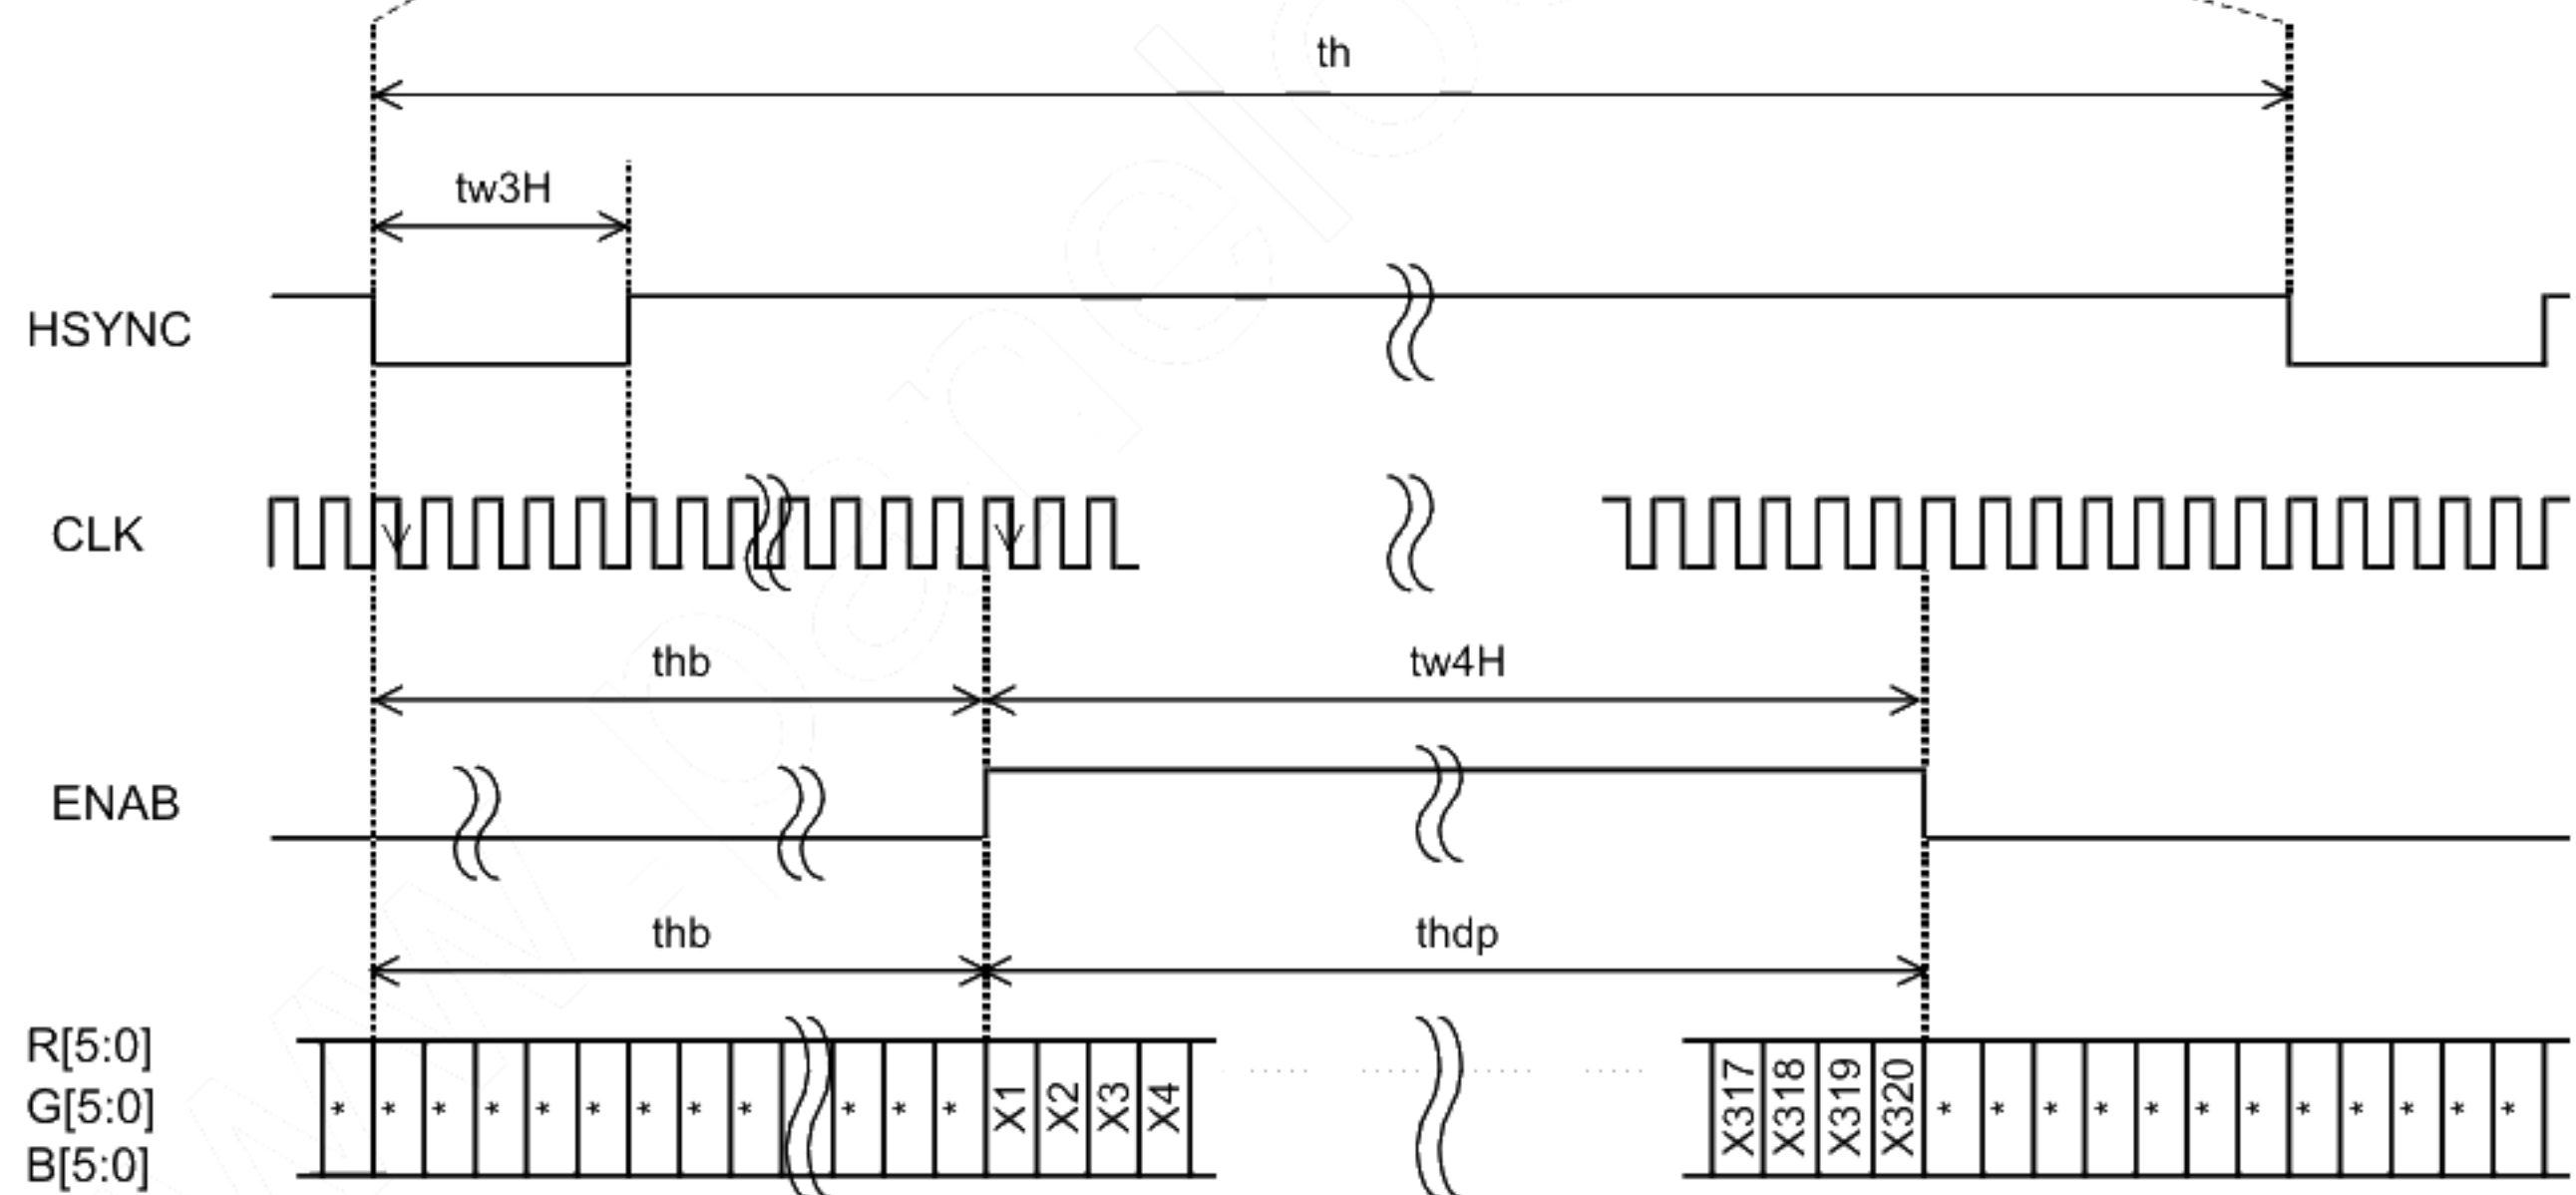 th
tw3H
HSYNC
CLK
thb tw4H
ENAB
thb thdp
R[5:0]
G[5:0] * * * * * * * * * * * * X1 X2 X3 X4 X317 X318 X319 X320 * * * * * * * * * * * *
B[5:0]